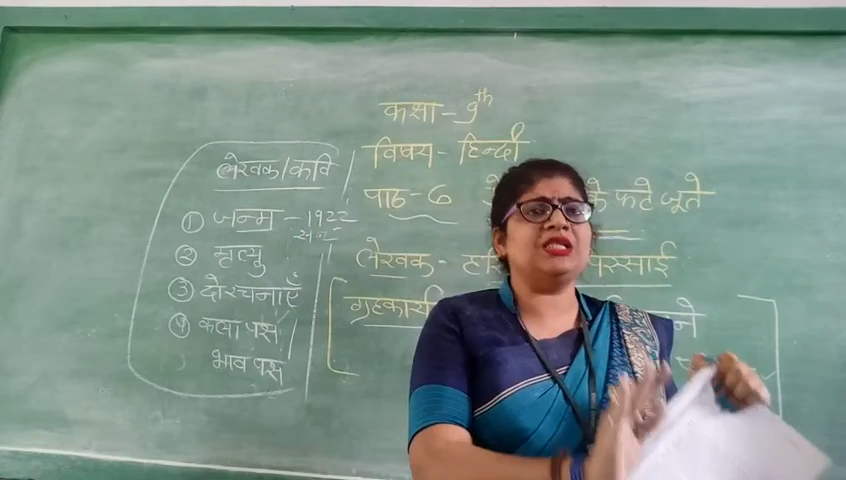 कक्षा - 9th
विषय - हिन्दी
पाठ - 6 के फटे जूते
लेखक - परसाई
गृहकार्य ने
लेखक/कवि
① जन्म - 1922
② मृत्यु
③ दो रचनाएँ
④ कला पक्ष
भाव पक्ष